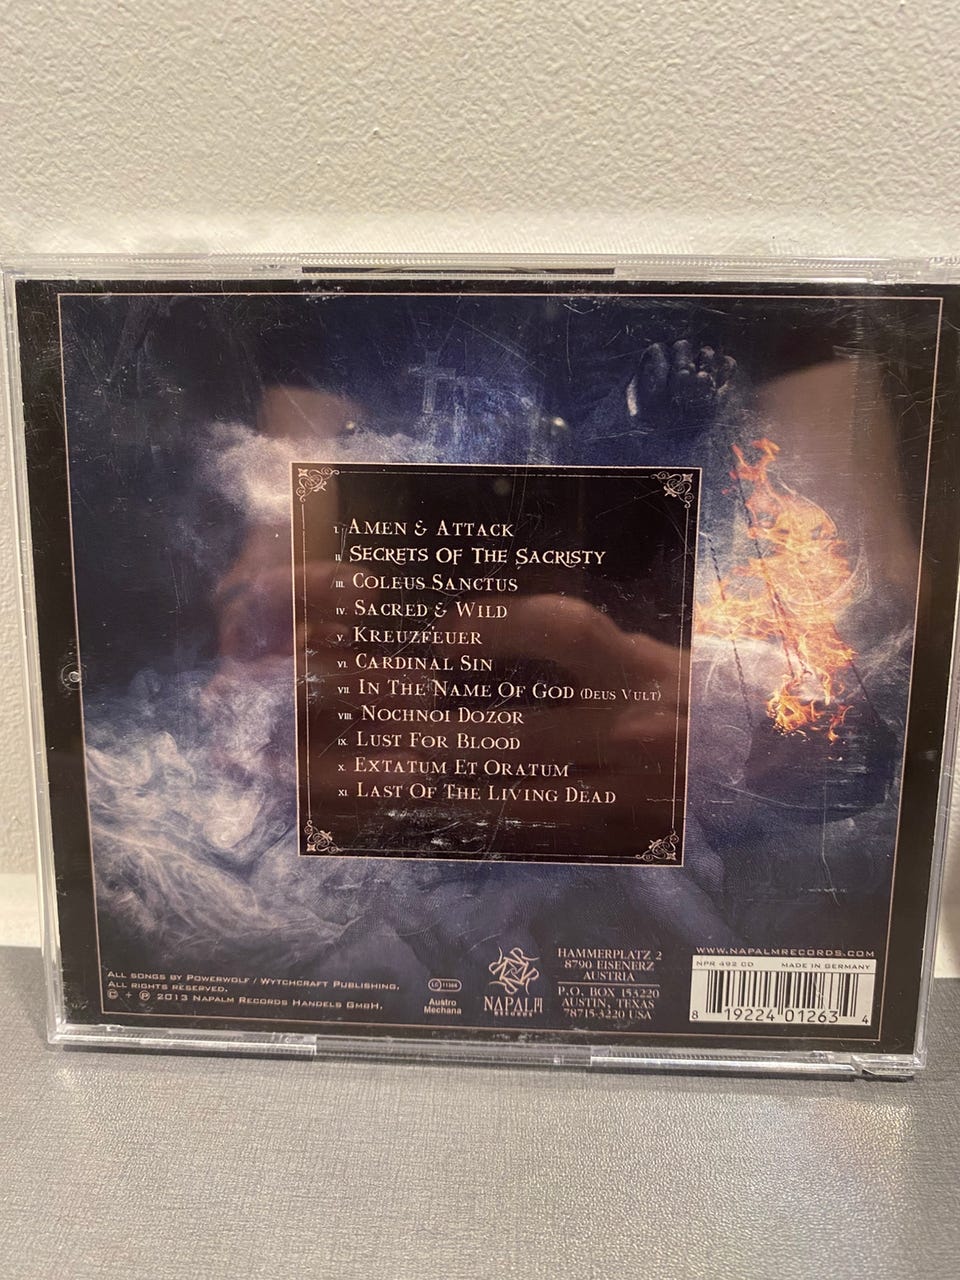 I. AMEN & ATTACK
II. SECRETS OF THE SACRISTY
III. COLEUS SANCTUS
IV. SACRED & WILD
V. KREUZFEUER
VI. CARDINAL SIN
VII. IN THE NAME OF GOD (DEUS VULT)
VIII. NOCHNOI DOZOR
IX. LUST FOR BLOOD
X. EXTATUM ET ORATUM
XI. LAST OF THE LIVING DEAD
ALL SONGS BY POWERWOLF / WYTCHCRAFT PUBLISHING.
ALL RIGHTS RESERVED.
© + ℗ 2013 NAPALM RECORDS HANDELS GMBH.
LC 11366
Austro
Mechana
NAPALM
RECORDS
HAMMERPLATZ 2
8790 EISENERZ
AUSTRIA
P.O. BOX 153220
AUSTIN, TEXAS
78715-3220 USA
WWW.NAPALMRECORDS.COM
NPR 492 CD MADE IN GERMANY
8 19224 01263 4